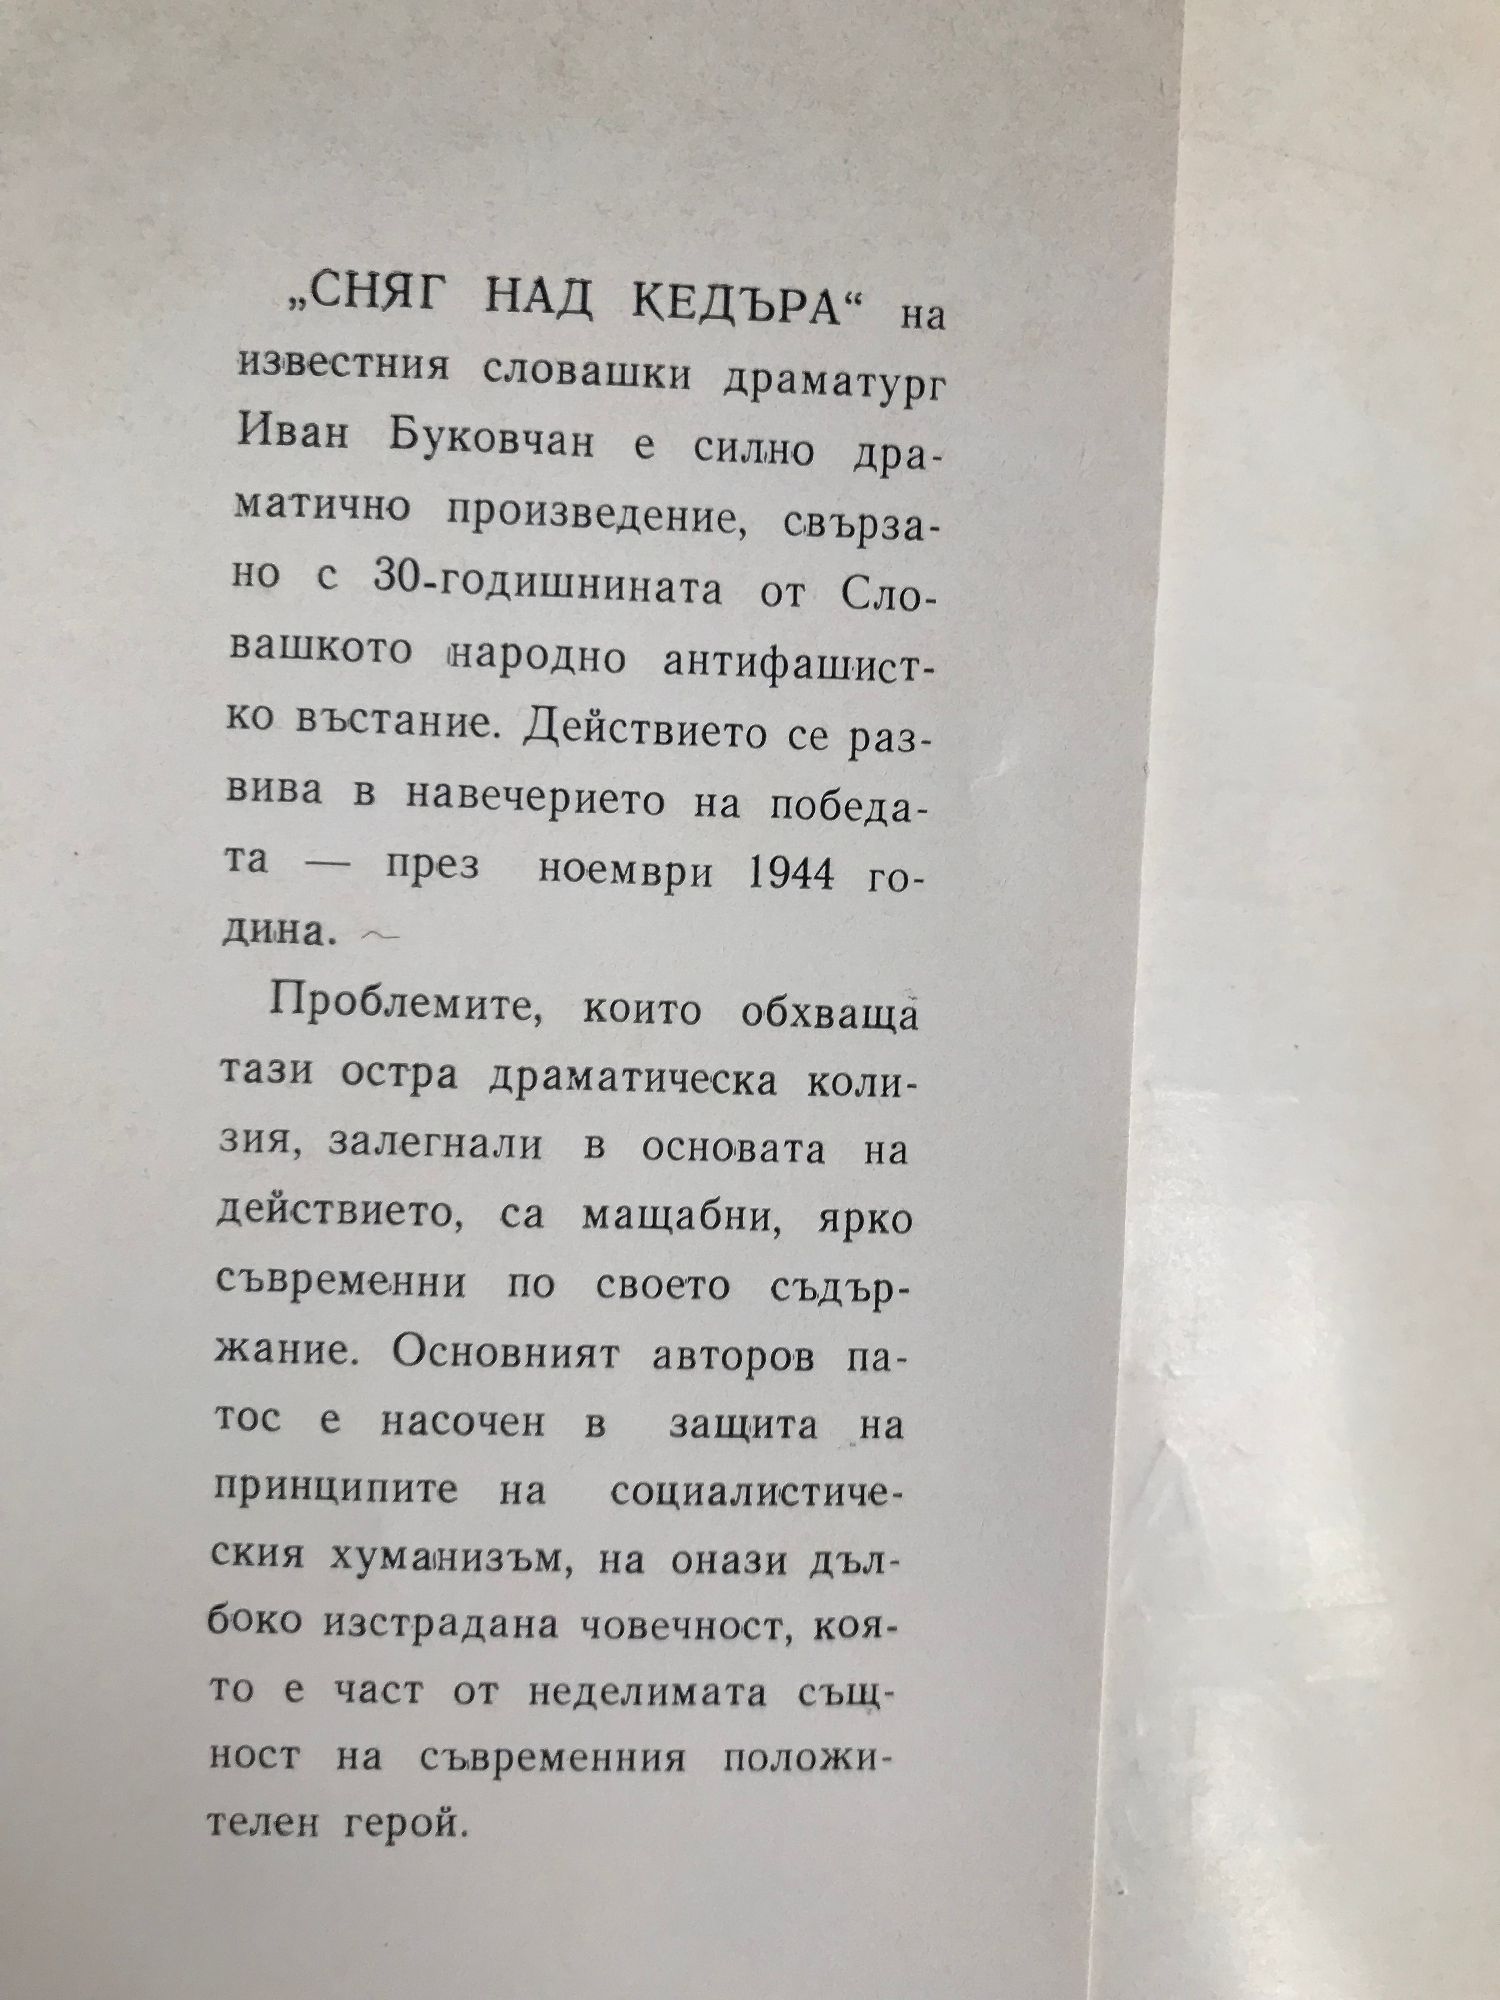 „СНЯГ НАД КЕДЪРА“ на
известния словашки драматург
Иван Буковчан е силно дра-
матично произведение, свърза-
но с 30-годишнината от Сло-
вашкото народно антифашист-
ко въстание. Действието се раз-
вива в навечерието на победа-
та — през ноември 1944 го-
дина.
Проблемите, които обхваща
тази остра драматическа коли-
зия, залегнали в основата на
действието, са мащабни, ярко
съвременни по своето съдър-
жание. Основният авторов па-
тос е насочен в защита на
принципите на социалистиче-
ския хуманизъм, на онази дъл-
боко изстрадана човечност, коя-
то е част от неделимата същ-
ност на съвременния положи-
телен герой.